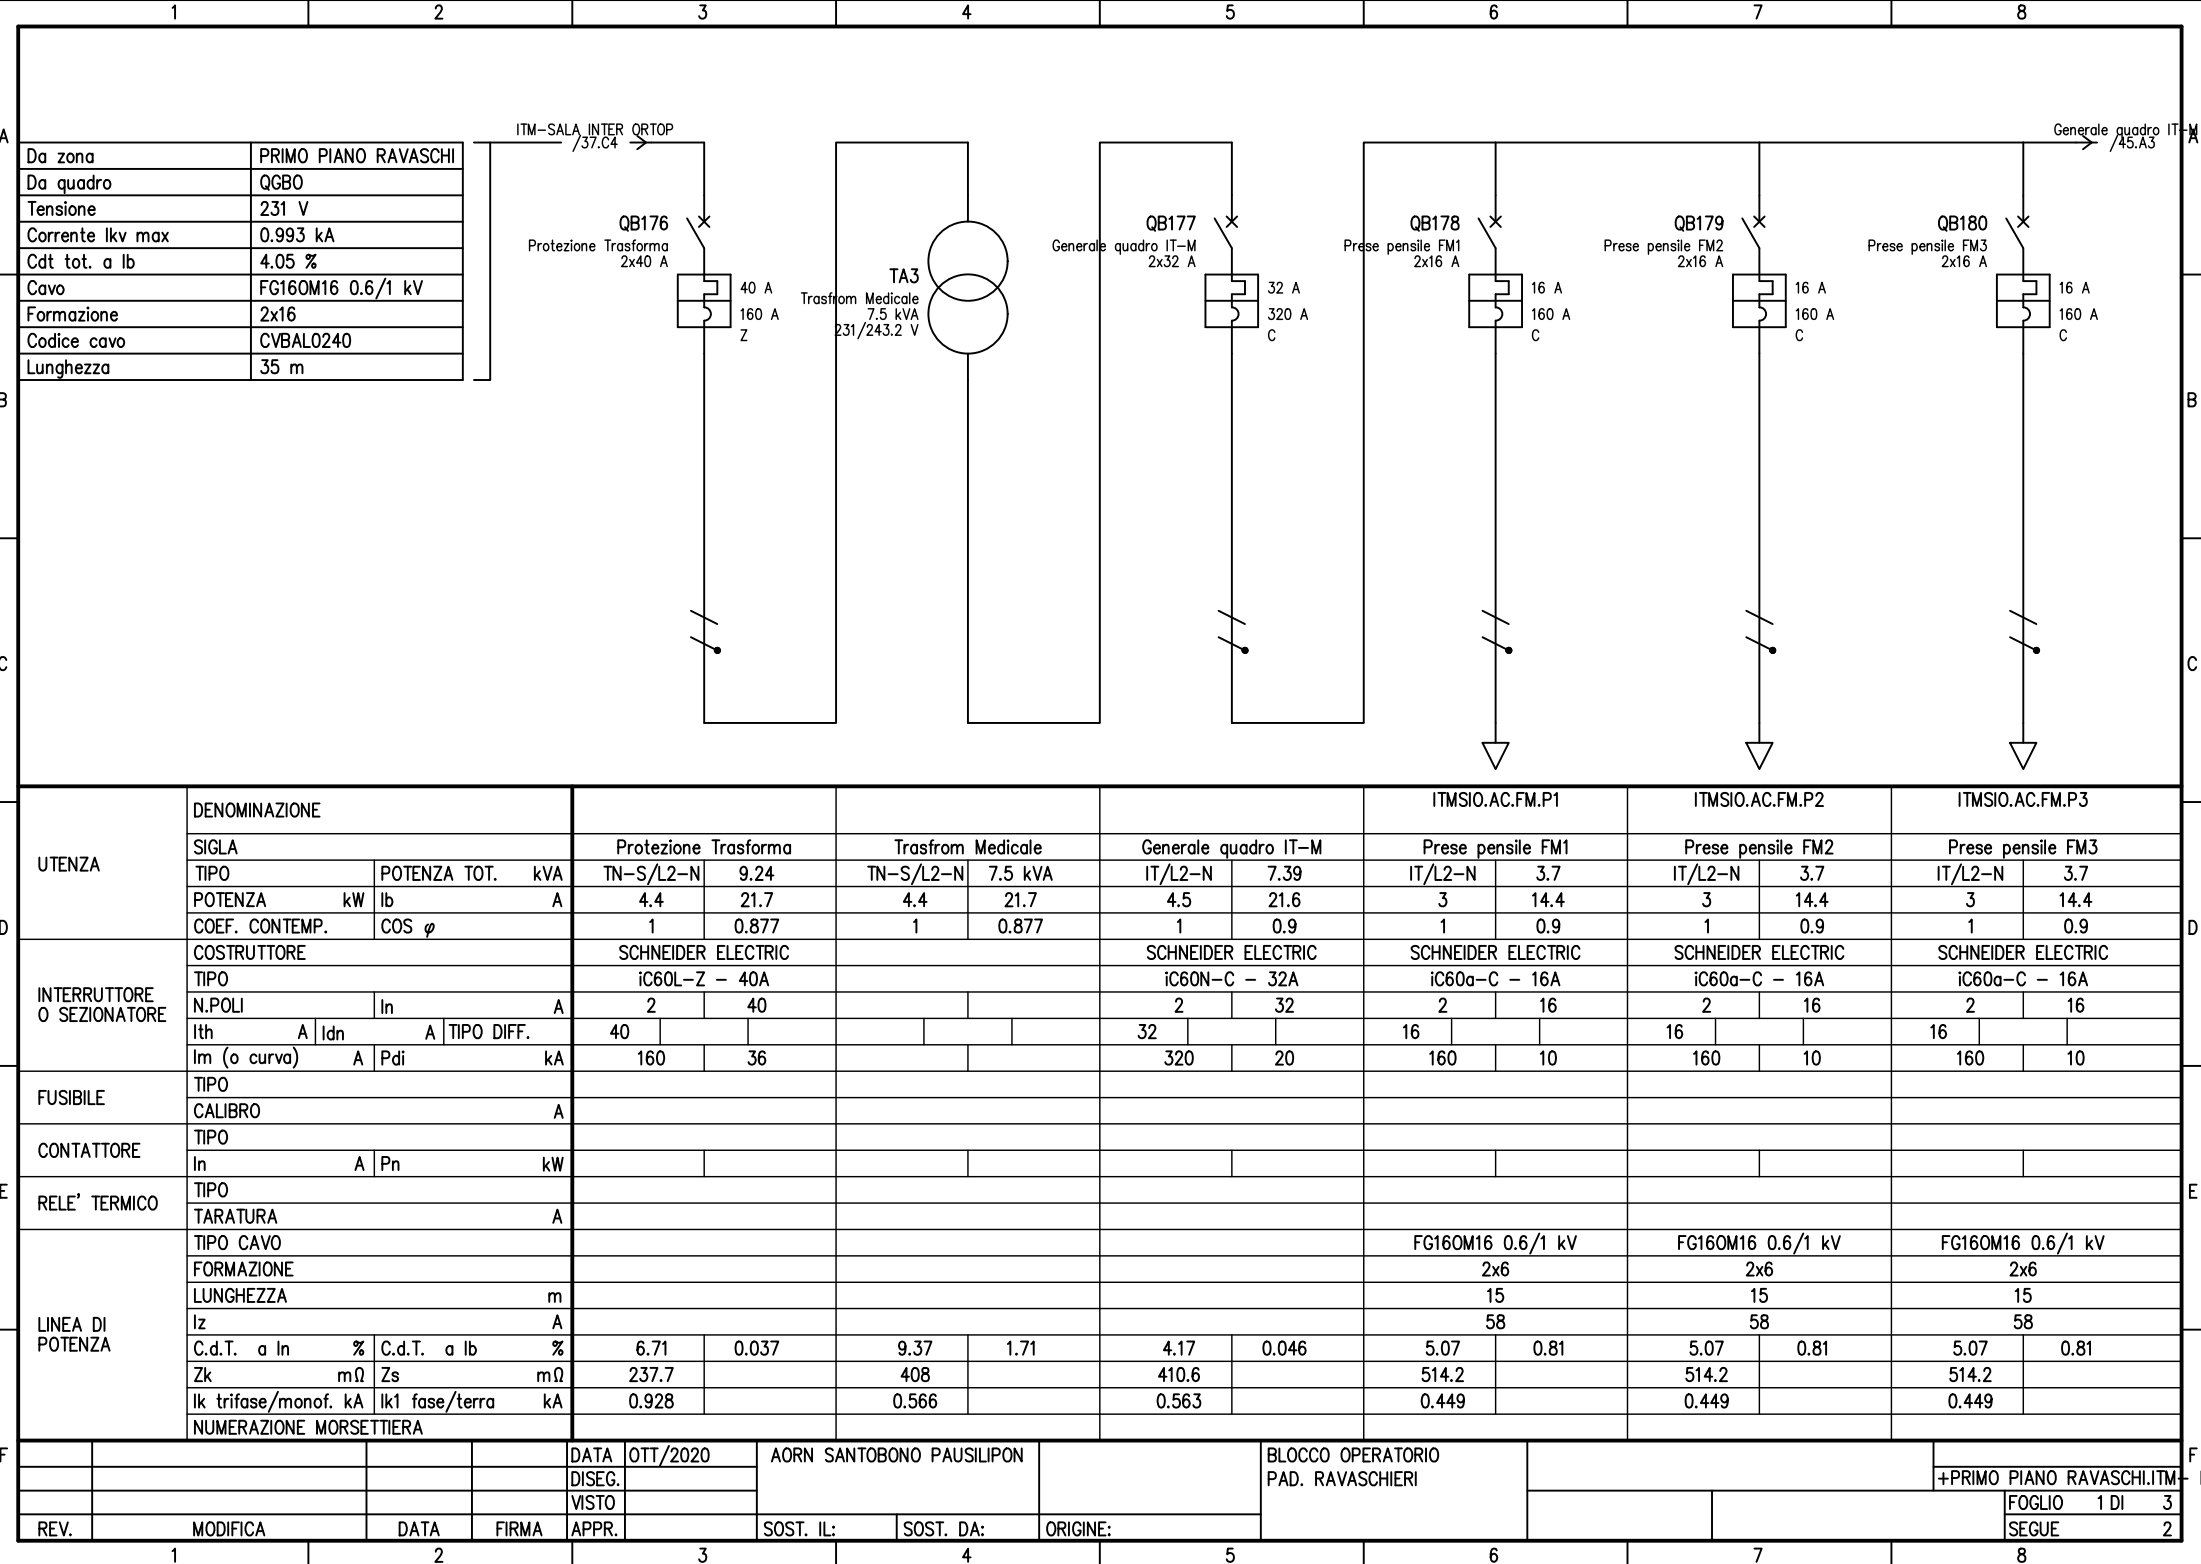 1 2 3 4 5 6 7 8
A
ITM-SALA INTER ORTOP
/37.C4
Generale quadro IT-M
/45.A3
A
Da zona PRIMO PIANO RAVASCHI
Da quadro QGBO
Tensione 231 V
Corrente Ikv max 0.993 kA
Cdt tot. a Ib 4.05 %
Cavo FG16OM16 0.6/1 kV
Formazione 2x16
Codice cavo CVBAL0240
Lunghezza 35 m
QB176
Protezione Trasforma
2x40 A
40 A
160 A
Z
TA3
Trasfrom Medicale
7.5 kVA
231/243.2 V
QB177
Generale quadro IT-M
2x32 A
32 A
320 A
C
QB178
Prese pensile FM1
2x16 A
16 A
160 A
C
QB179
Prese pensile FM2
2x16 A
16 A
160 A
C
QB180
Prese pensile FM3
2x16 A
16 A
160 A
C
B B
C C
D D
E E
F F
UTENZA
DENOMINAZIONE ITMSIO.AC.FM.P1 ITMSIO.AC.FM.P2 ITMSIO.AC.FM.P3
SIGLA Protezione Trasforma Trasfrom Medicale Generale quadro IT-M Prese pensile FM1 Prese pensile FM2 Prese pensile FM3
TIPO POTENZA TOT. kVA TN-S/L2-N 9.24 TN-S/L2-N 7.5 kVA IT/L2-N 7.39 IT/L2-N 3.7 IT/L2-N 3.7 IT/L2-N 3.7
POTENZA kW Ib A 4.4 21.7 4.4 21.7 4.5 21.6 3 14.4 3 14.4 3 14.4
COEF. CONTEMP. COS φ 1 0.877 1 0.877 1 0.9 1 0.9 1 0.9 1 0.9
INTERRUTTORE
O SEZIONATORE
COSTRUTTORE SCHNEIDER ELECTRIC SCHNEIDER ELECTRIC SCHNEIDER ELECTRIC SCHNEIDER ELECTRIC SCHNEIDER ELECTRIC
TIPO iC60L-Z - 40A iC60N-C - 32A iC60a-C - 16A iC60a-C - 16A iC60a-C - 16A
N.POLI In A 2 40 2 32 2 16 2 16 2 16
Ith A Idn A TIPO DIFF. 40 32 16 16 16
Im (o curva) A Pdi kA 160 36 320 20 160 10 160 10 160 10
FUSIBILE
TIPO
CALIBRO A
CONTATTORE
TIPO
In A Pn kW
RELE' TERMICO
TIPO
TARATURA A
LINEA DI
POTENZA
TIPO CAVO FG16OM16 0.6/1 kV FG16OM16 0.6/1 kV FG16OM16 0.6/1 kV
FORMAZIONE 2x6 2x6 2x6
LUNGHEZZA m 15 15 15
Iz A 58 58 58
C.d.T. a In % C.d.T. a Ib % 6.71 0.037 9.37 1.71 4.17 0.046 5.07 0.81 5.07 0.81 5.07 0.81
Zk mΩ Zs mΩ 237.7 408 410.6 514.2 514.2 514.2
Ik trifase/monof. kA Ik1 fase/terra kA 0.928 0.566 0.563 0.449 0.449 0.449
NUMERAZIONE MORSETTIERA
DATA OTT/2020 AORN SANTOBONO PAUSILIPON BLOCCO OPERATORIO
DISEG. PAD. RAVASCHIERI +PRIMO PIANO RAVASCHI.ITM-
VISTO FOGLIO 1 DI 3
REV. MODIFICA DATA FIRMA APPR. SOST. IL: SOST. DA: ORIGINE: SEGUE 2
1 2 3 4 5 6 7 8